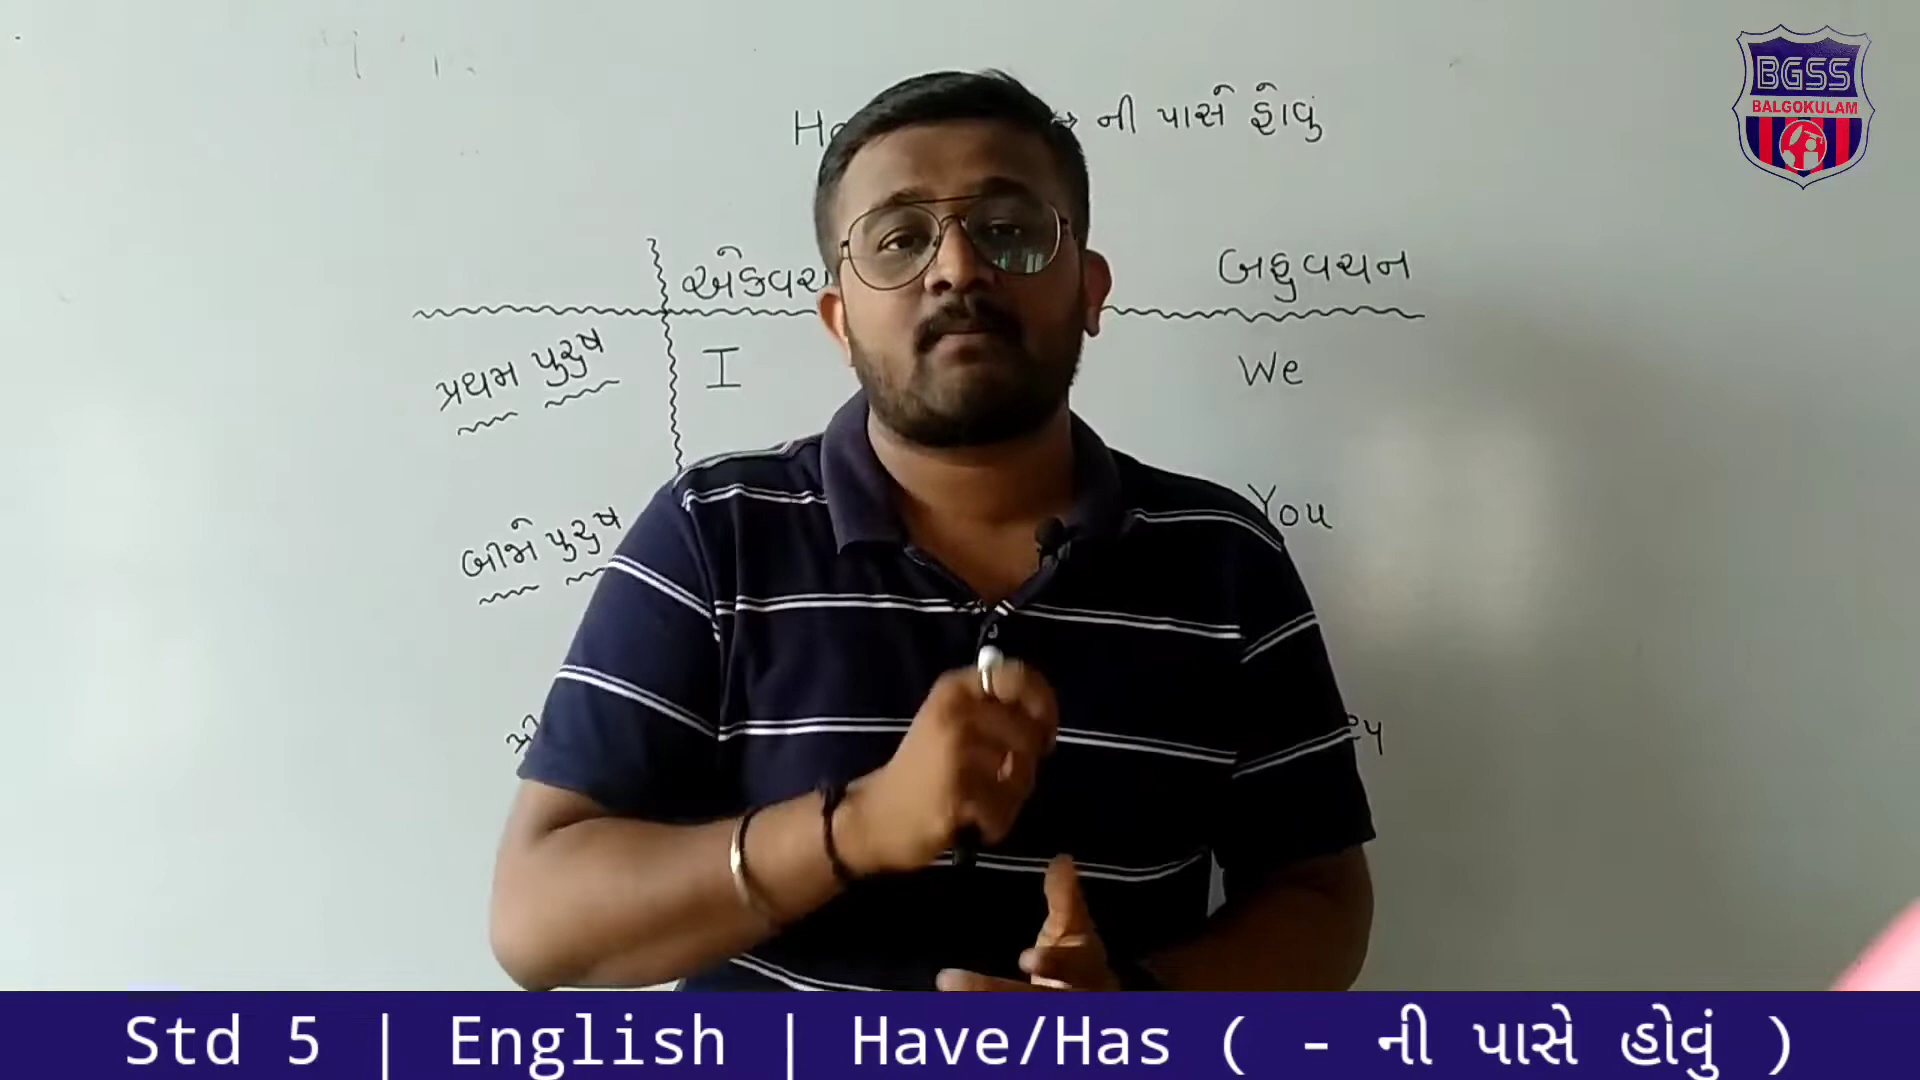 BGSS
BALGOKULAM
→ ની પાસે હોવું
બહુવચન
પ્રથમ પુરુષ I We
બીજો પુરુષ You
Std 5 | English | Have/Has ( - ની પાસે હોવું )